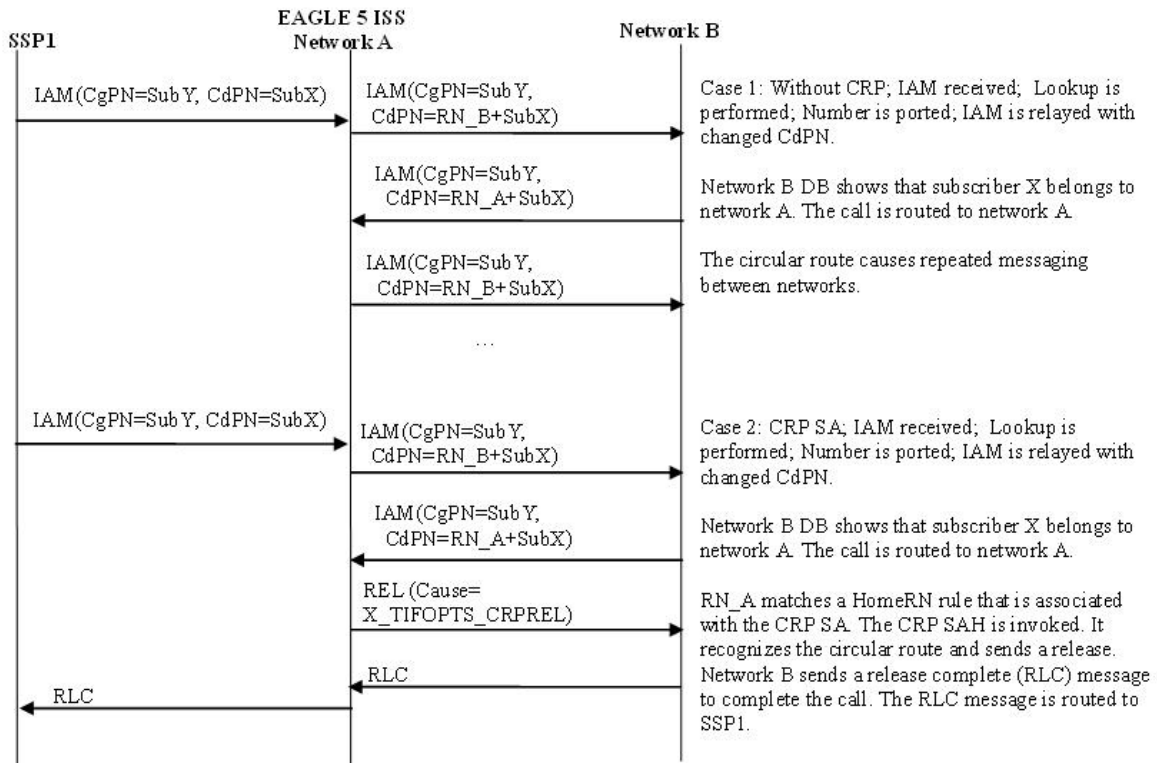 EAGLE 5 ISS
SSP1
Network A
Network B
IAM(CgPN=SubY, CdPN=SubX)
IAM(CgPN=SubY,
CdPN=RN_B+SubX)
Case 1: Without CRP; IAM received; Lookup is
performed; Number is ported; IAM is relayed with
changed CdPN.
IAM(CgPN=SubY,
CdPN=RN_A+SubX)
Network B DB shows that subscriber X belongs to
network A. The call is routed to network A.
IAM(CgPN=SubY,
CdPN=RN_B+SubX)
The circular route causes repeated messaging
between networks.
...
IAM(CgPN=SubY, CdPN=SubX)
IAM(CgPN=SubY,
CdPN=RN_B+SubX)
Case 2: CRP SA; IAM received; Lookup is
performed; Number is ported; IAM is relayed with
changed CdPN.
IAM(CgPN=SubY,
CdPN=RN_A+SubX)
Network B DB shows that subscriber X belongs to
network A. The call is routed to network A.
REL (Cause=
X_TIFOPTS_CRPREL)
RN_A matches a HomeRN rule that is associated
with the CRP SA. The CRP SAH is invoked. It
recognizes the circular route and sends a release.
RLC
Network B sends a release complete (RLC) message
to complete the call. The RLC message is routed to
SSP1.
RLC